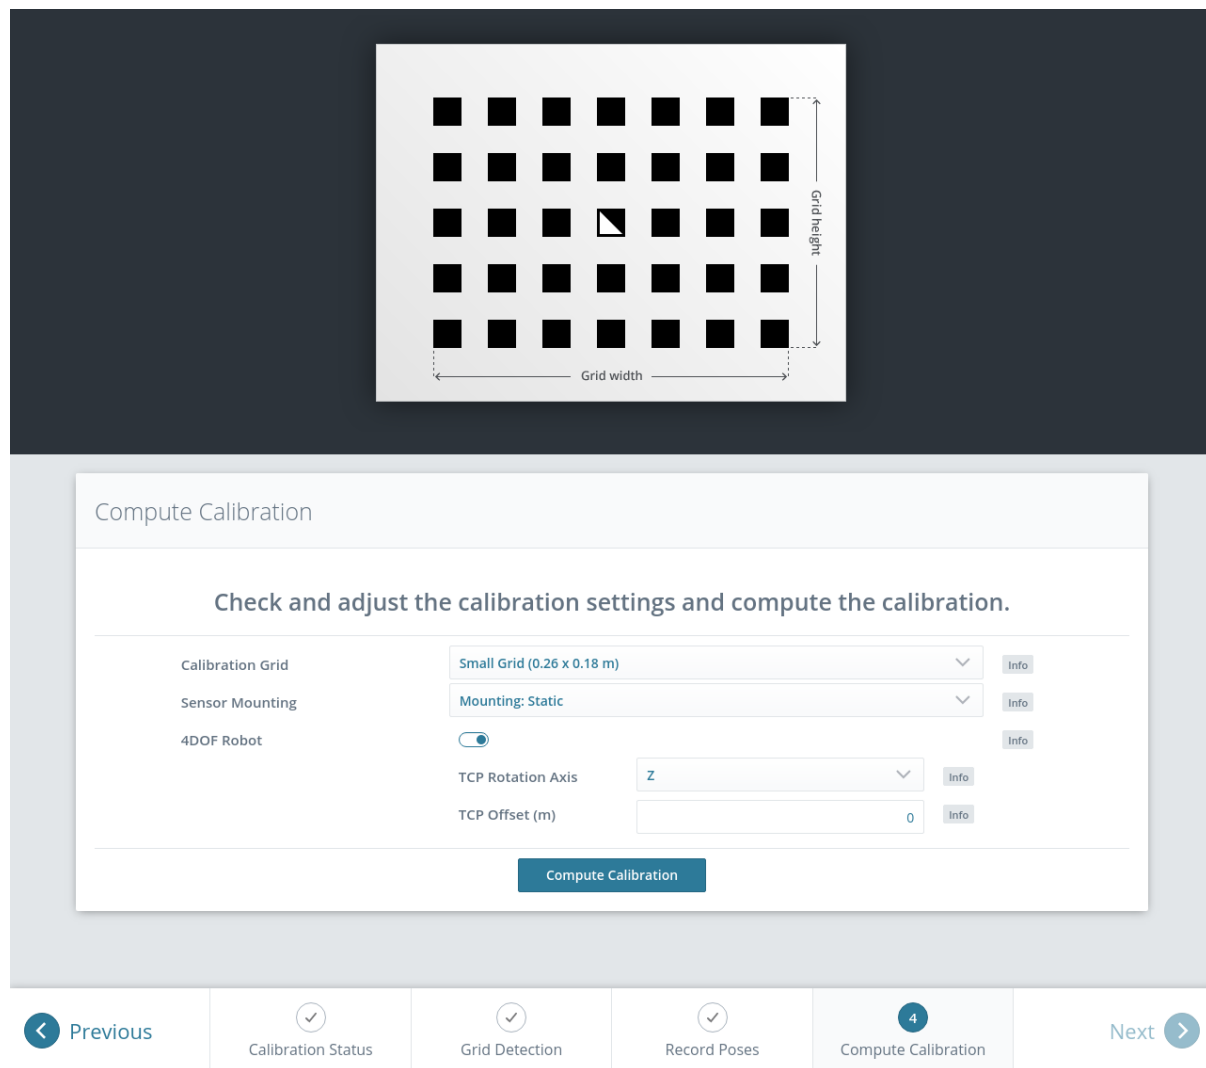 Grid height
Grid width
Compute Calibration
Check and adjust the calibration settings and compute the calibration.
Calibration Grid
Small Grid (0.26 x 0.18 m)
Info
Sensor Mounting
Mounting: Static
Info
4DOF Robot
Info
TCP Rotation Axis
Z
Info
TCP Offset (m)
0
Info
Compute Calibration
Previous
Calibration Status
Grid Detection
Record Poses
4
Compute Calibration
Next